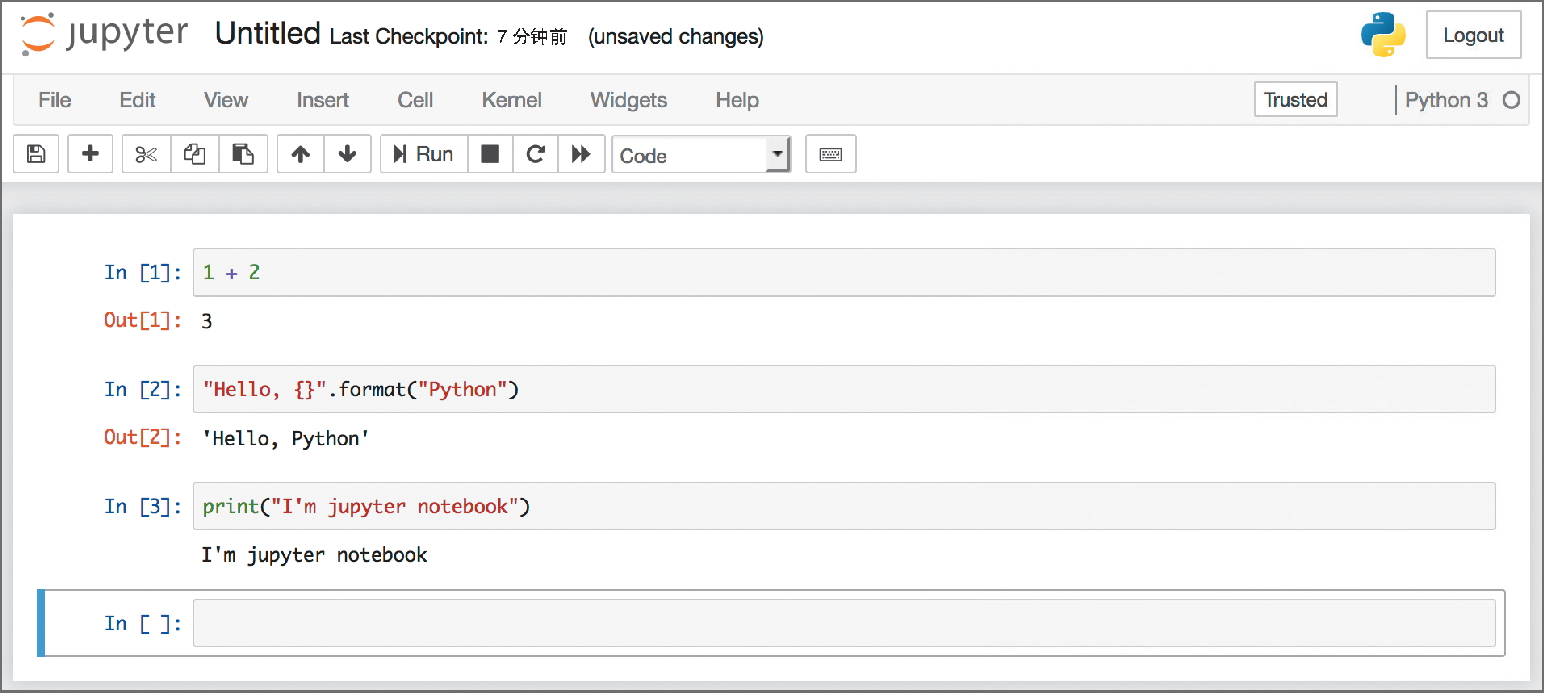 jupyter Untitled Last Checkpoint: 7 分钟前 (unsaved changes) Logout
File Edit View Insert Cell Kernel Widgets Help Trusted Python 3
Run Code
In [1]: 1 + 2
Out[1]: 3
In [2]: "Hello, {}".format("Python")
Out[2]: 'Hello, Python'
In [3]: print("I'm jupyter notebook")
I'm jupyter notebook
In [ ]: